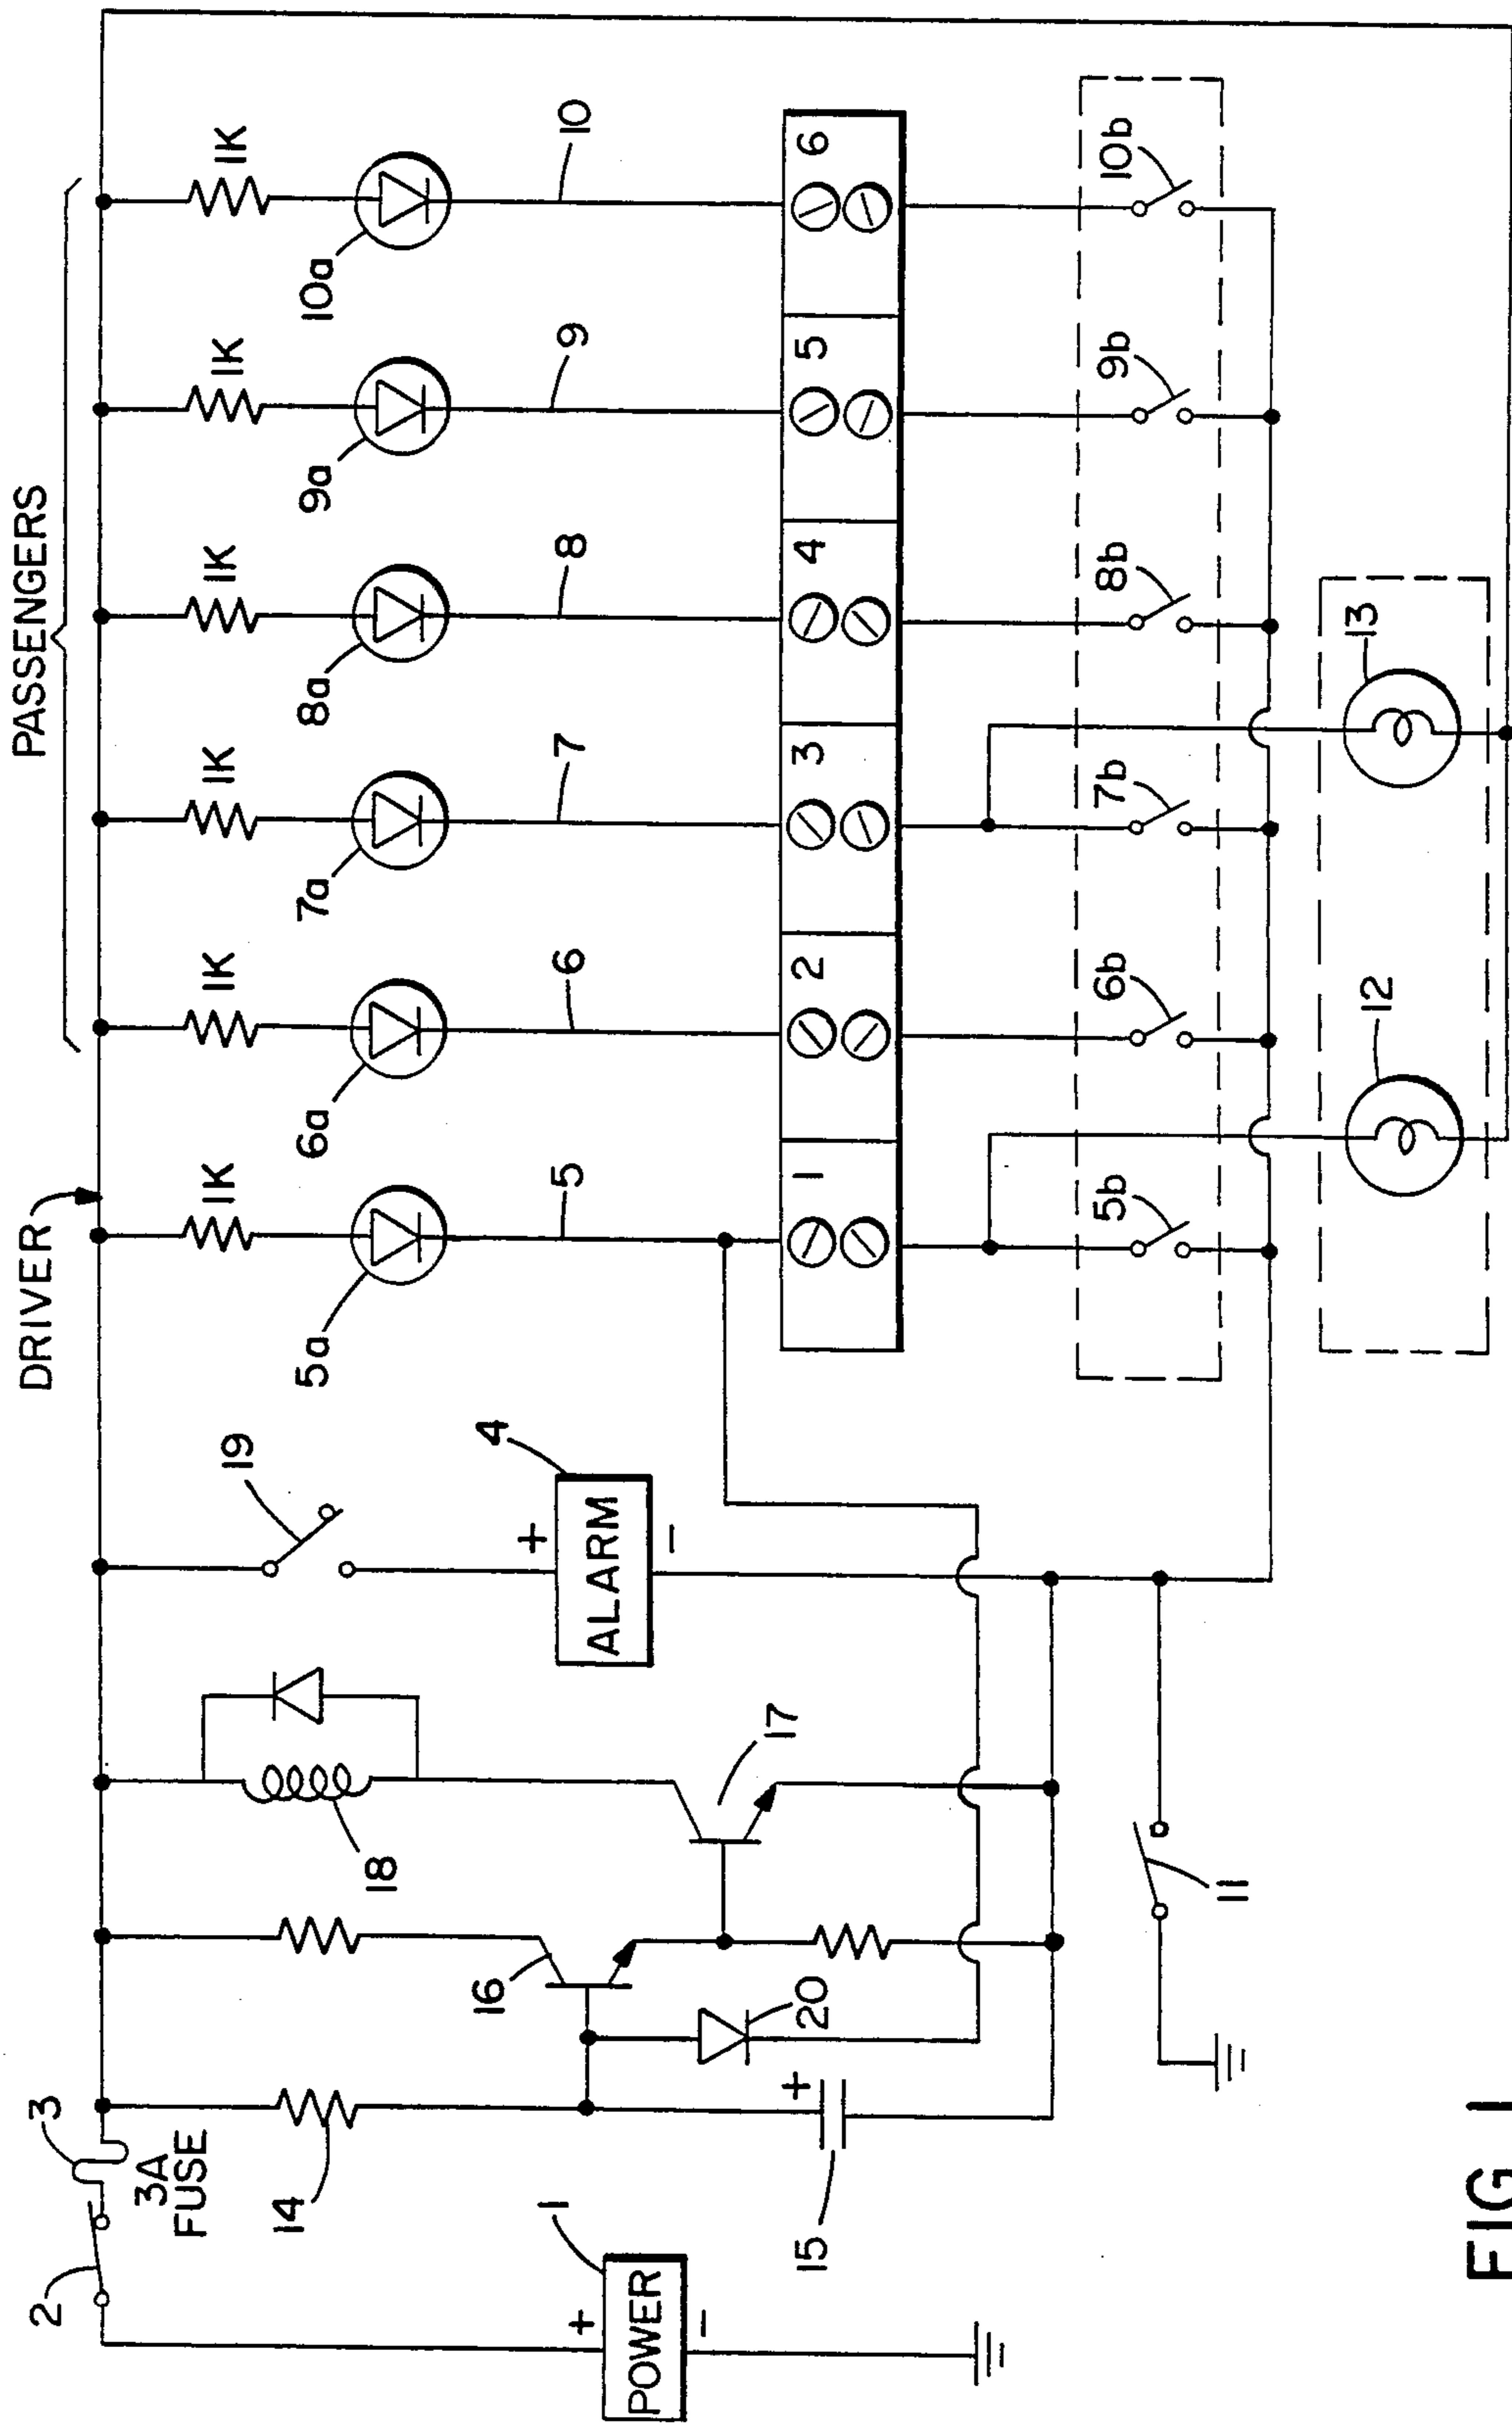 PASSENGERS
DRIVER
2
3
3A
FUSE
14
1
+
POWER
-
15
+
16
20
18
17
19
+
4
ALARM
-
11
1K
1K
1K
1K
1K
1K
5a
6a
7a
8a
9a
10a
5
6
7
8
9
10
1
2
3
4
5
6
5b
6b
7b
8b
9b
10b
12
13
FIG 1